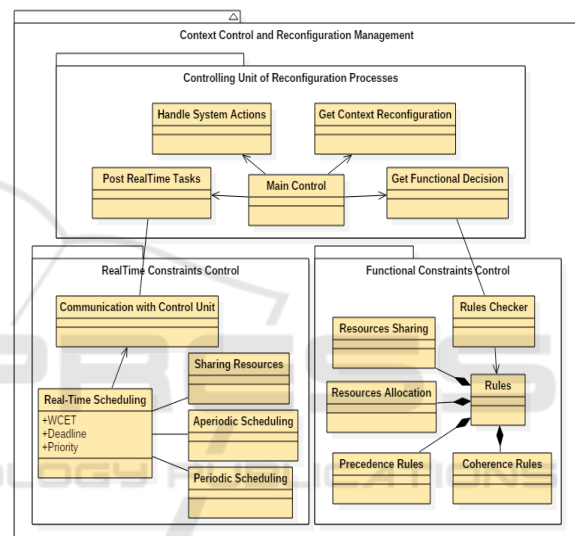 Context Control and Reconfiguration Management
Controlling Unit of Reconfiguration Processes
Handle System Actions
Get Context Reconfiguration
Post RealTime Tasks
Main Control
Get Functional Decision
RealTime Constraints Control
Functional Constraints Control
Communication with Control Unit
Rules Checker
Resources Sharing
Sharing Resources
Real-Time Scheduling
+WCET
+Deadline
+Priority
Resources Allocation
Rules
Aperiodic Scheduling
Periodic Scheduling
Precedence Rules
Coherence Rules